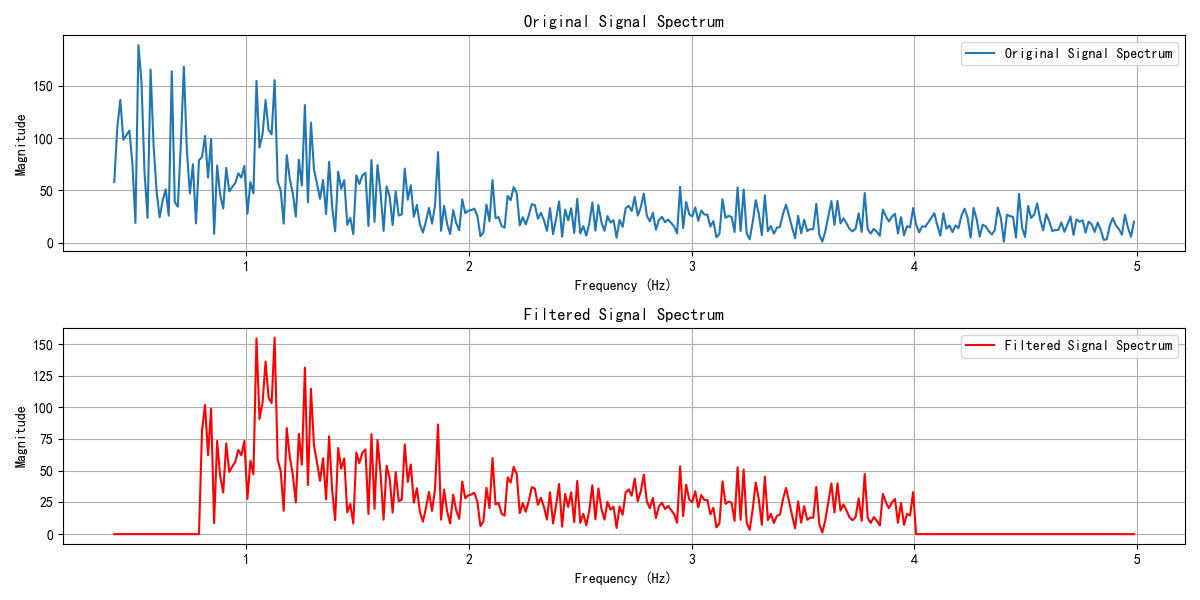 Original Signal Spectrum
Original Signal Spectrum
Magnitude
150
100
50
0
1
2
3
4
5
Frequency (Hz)
Filtered Signal Spectrum
Filtered Signal Spectrum
Magnitude
150
125
100
75
50
25
0
1
2
3
4
5
Frequency (Hz)